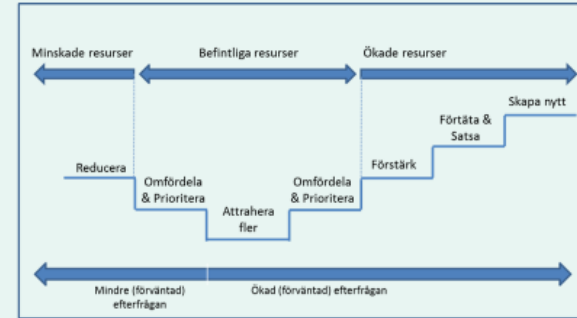 Minskade resurser
Befintliga resurser
Ökade resurser
Skapa nytt
Förtäta &
Satsa
Reducera
Förstärk
Omfördela
& Prioritera
Attrahera
fler
Omfördela
& Prioritera
Mindre (förväntad)
efterfrågan
Ökad (förväntad) efterfrågan